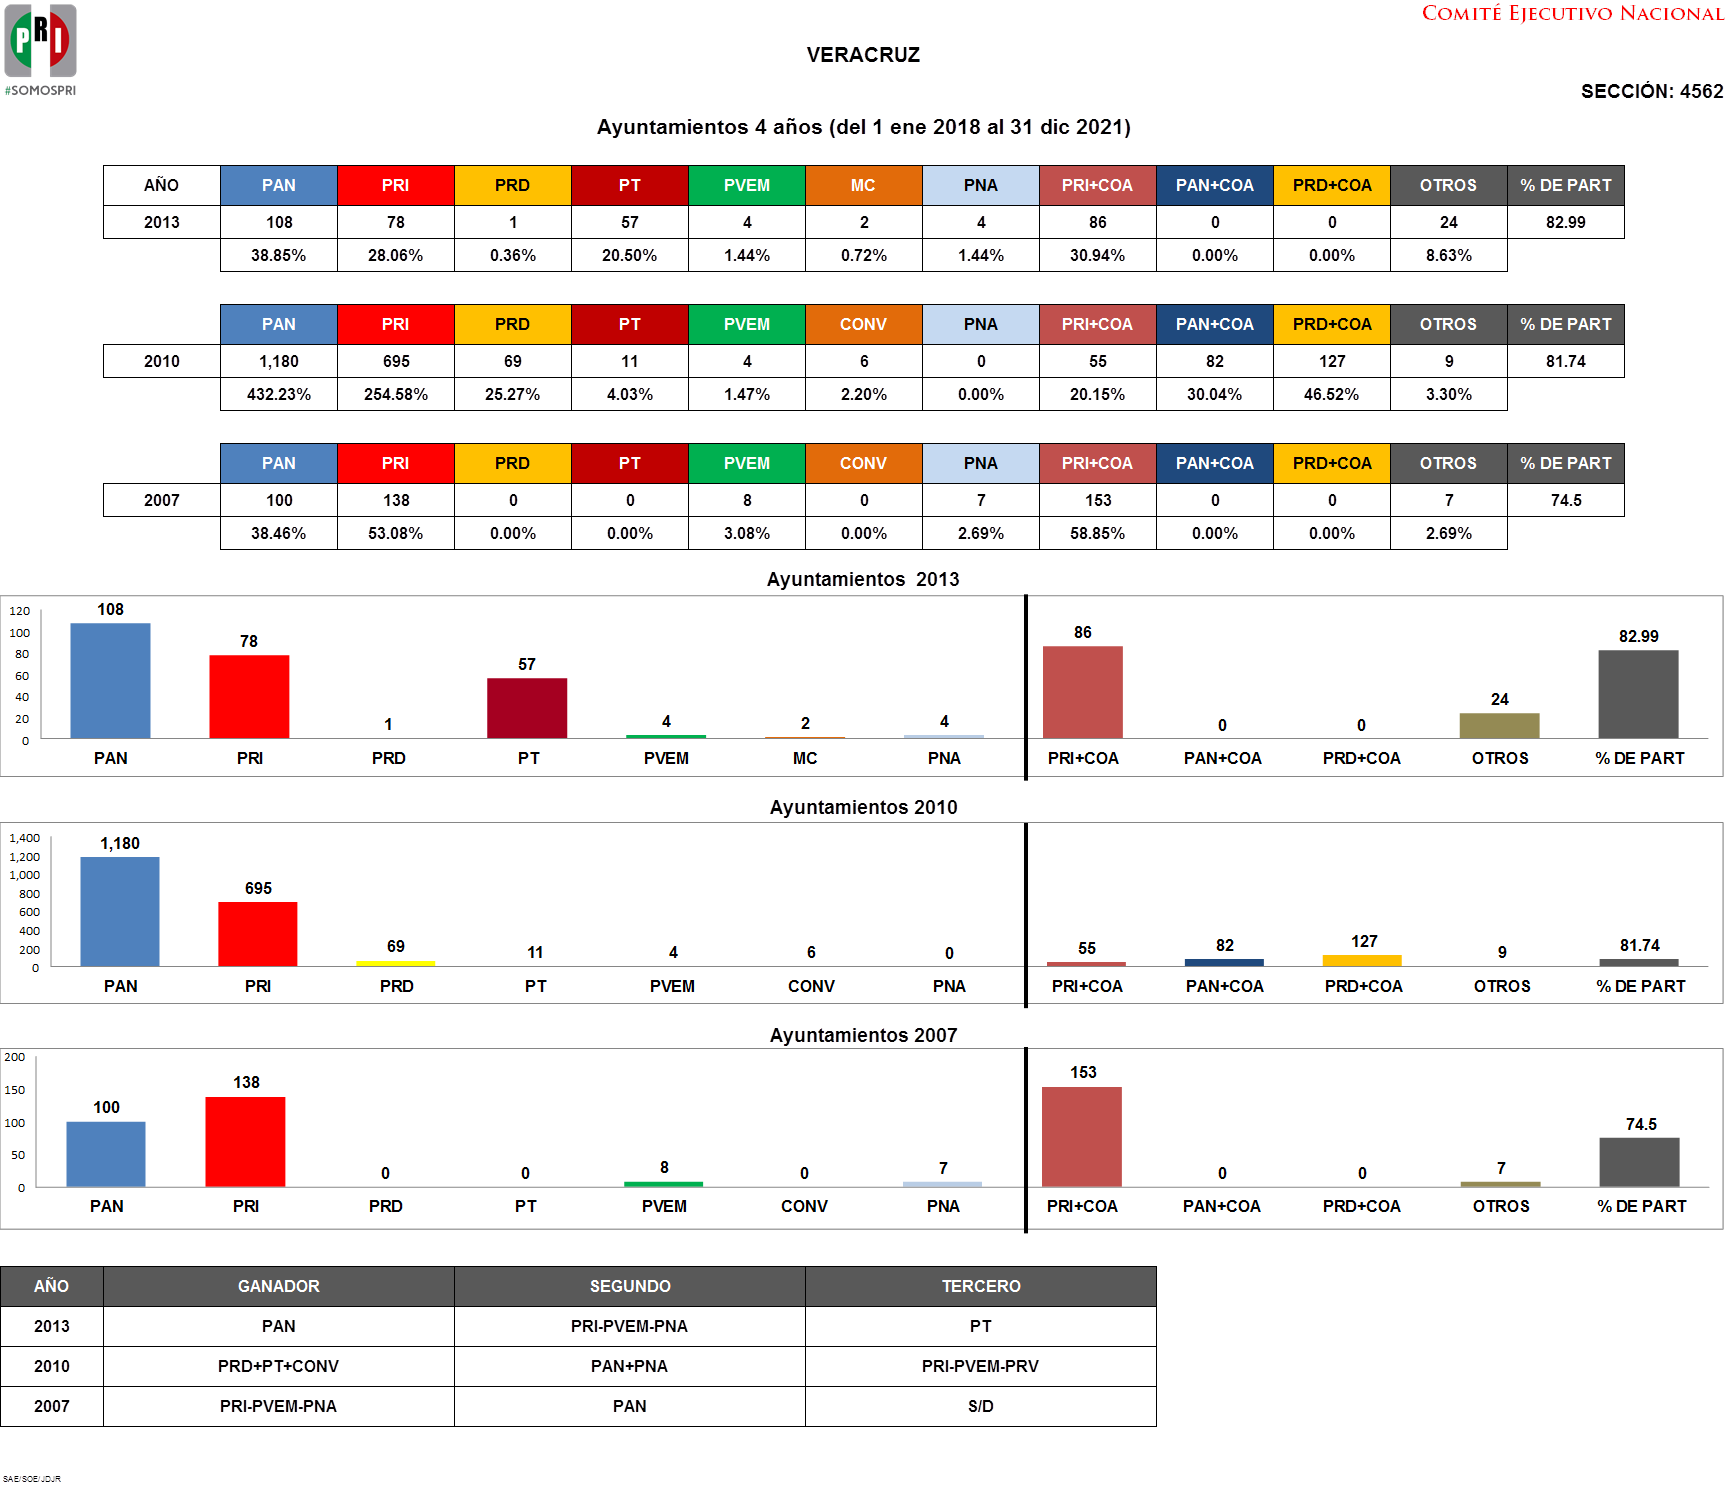 PRI
#SOMOSPRI
COMITÉ EJECUTIVO NACIONAL
VERACRUZ
SECCIÓN: 4562
Ayuntamientos 4 años (del 1 ene 2018 al 31 dic 2021)
AÑO PAN PRI PRD PT PVEM MC PNA PRI+COA PAN+COA PRD+COA OTROS % DE PART
2013 108 78 1 57 4 2 4 86 0 0 24 82.99
38.85% 28.06% 0.36% 20.50% 1.44% 0.72% 1.44% 30.94% 0.00% 0.00% 8.63%
PAN PRI PRD PT PVEM CONV PNA PRI+COA PAN+COA PRD+COA OTROS % DE PART
2010 1,180 695 69 11 4 6 0 55 82 127 9 81.74
432.23% 254.58% 25.27% 4.03% 1.47% 2.20% 0.00% 20.15% 30.04% 46.52% 3.30%
PAN PRI PRD PT PVEM CONV PNA PRI+COA PAN+COA PRD+COA OTROS % DE PART
2007 100 138 0 0 8 0 7 153 0 0 7 74.5
38.46% 53.08% 0.00% 0.00% 3.08% 0.00% 2.69% 58.85% 0.00% 0.00% 2.69%
Ayuntamientos 2013
120
100
80
60
40
20
0
108 78 1 57 4 2 4 86 0 0 24 82.99
PAN PRI PRD PT PVEM MC PNA PRI+COA PAN+COA PRD+COA OTROS % DE PART
Ayuntamientos 2010
1,400
1,200
1,000
800
600
400
200
0
1,180 695 69 11 4 6 0 55 82 127 9 81.74
PAN PRI PRD PT PVEM CONV PNA PRI+COA PAN+COA PRD+COA OTROS % DE PART
Ayuntamientos 2007
200
150
100
50
0
100 138 0 0 8 0 7 153 0 0 7 74.5
PAN PRI PRD PT PVEM CONV PNA PRI+COA PAN+COA PRD+COA OTROS % DE PART
AÑO GANADOR SEGUNDO TERCERO
2013 PAN PRI-PVEM-PNA PT
2010 PRD+PT+CONV PAN+PNA PRI-PVEM-PRV
2007 PRI-PVEM-PNA PAN S/D
SAE/SOE/JDJR